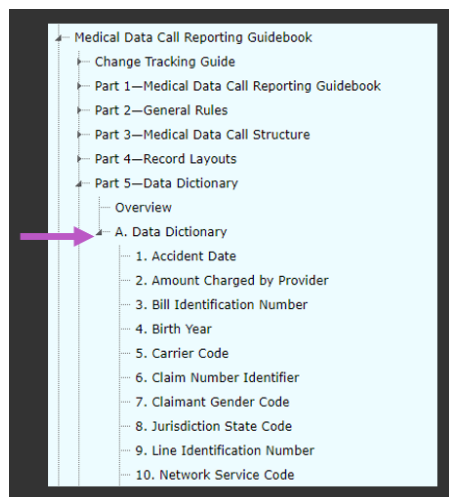 Medical Data Call Reporting Guidebook
Change Tracking Guide
Part 1—Medical Data Call Reporting Guidebook
Part 2—General Rules
Part 3—Medical Data Call Structure
Part 4—Record Layouts
Part 5—Data Dictionary
Overview
A. Data Dictionary
1. Accident Date
2. Amount Charged by Provider
3. Bill Identification Number
4. Birth Year
5. Carrier Code
6. Claim Number Identifier
7. Claimant Gender Code
8. Jurisdiction State Code
9. Line Identification Number
10. Network Service Code